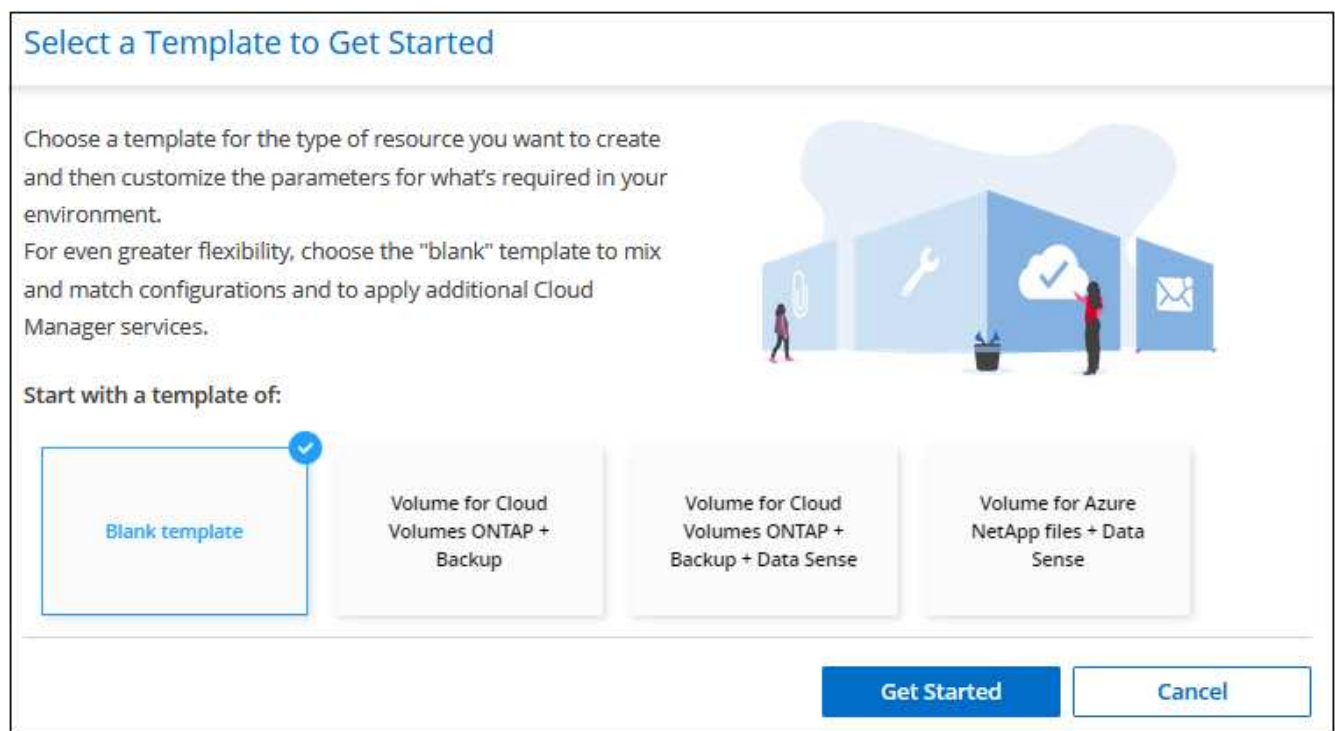 Select a Template to Get Started
Choose a template for the type of resource you want to create
and then customize the parameters for what's required in your
environment.
For even greater flexibility, choose the "blank" template to mix
and match configurations and to apply additional Cloud
Manager services.
Start with a template of:
Blank template
Volume for Cloud
Volumes ONTAP +
Backup
Volume for Cloud
Volumes ONTAP +
Backup + Data Sense
Volume for Azure
NetApp files + Data
Sense
Get Started
Cancel